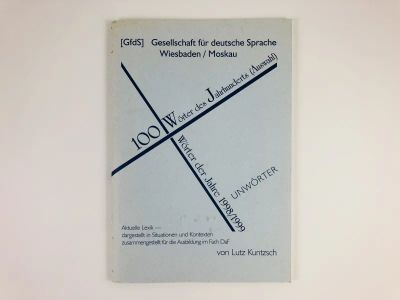 [GfdS] Gesellschaft für deutsche Sprache
Wiesbaden / Moskau
100 Wörter des Jahrhunderts (Auswahl)
Wörter der Jahre 1998/1999
UNWÖRTER
Aktuelle Lexik —
dargestellt in Situationen und Kontexten
zusammengestellt für die Ausbildung im Fach DaF
von Lutz Kuntzsch